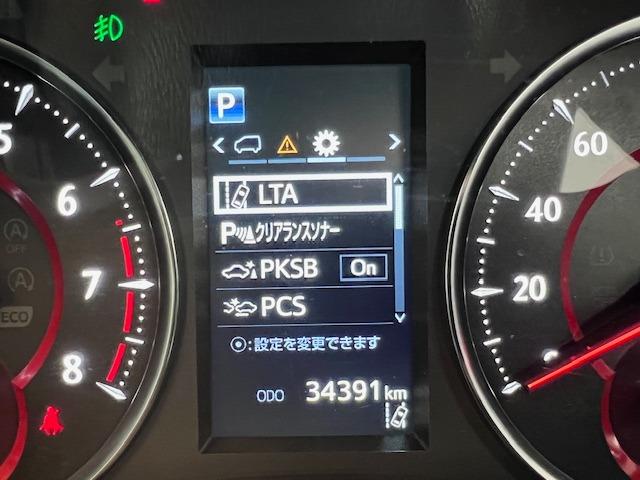 P
LTA
P クリアランスソナー
PKSB On
PCS
:設定を変更できます
ODO 34391 km
5
6
7
8
A
OFF
A
ECO
60
40
20